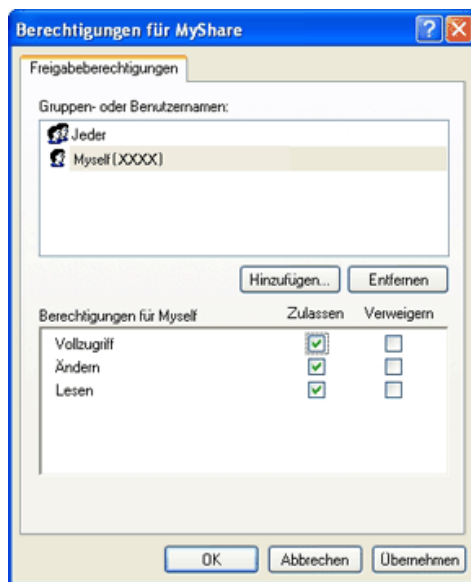 Berechtigungen für MyShare
Freigabeberechtigungen
Gruppen- oder Benutzernamen:
Jeder
Myself (XXXX)
Hinzufügen... Entfernen
Berechtigungen für Myself Zulassen Verweigern
Vollzugriff
Ändern
Lesen
OK Abbrechen Übernehmen